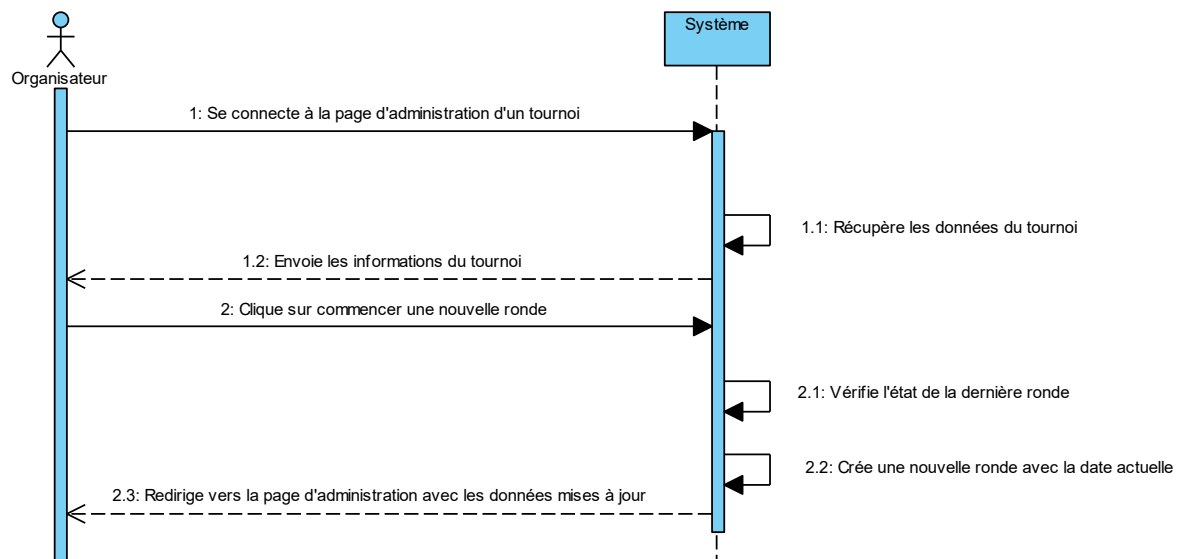 Système
Organisateur
1: Se connecte à la page d'administration d'un tournoi
1.1: Récupère les données du tournoi
1.2: Envoie les informations du tournoi
2: Clique sur commencer une nouvelle ronde
2.1: Vérifie l'état de la dernière ronde
2.2: Crée une nouvelle ronde avec la date actuelle
2.3: Redirige vers la page d'administration avec les données mises à jour